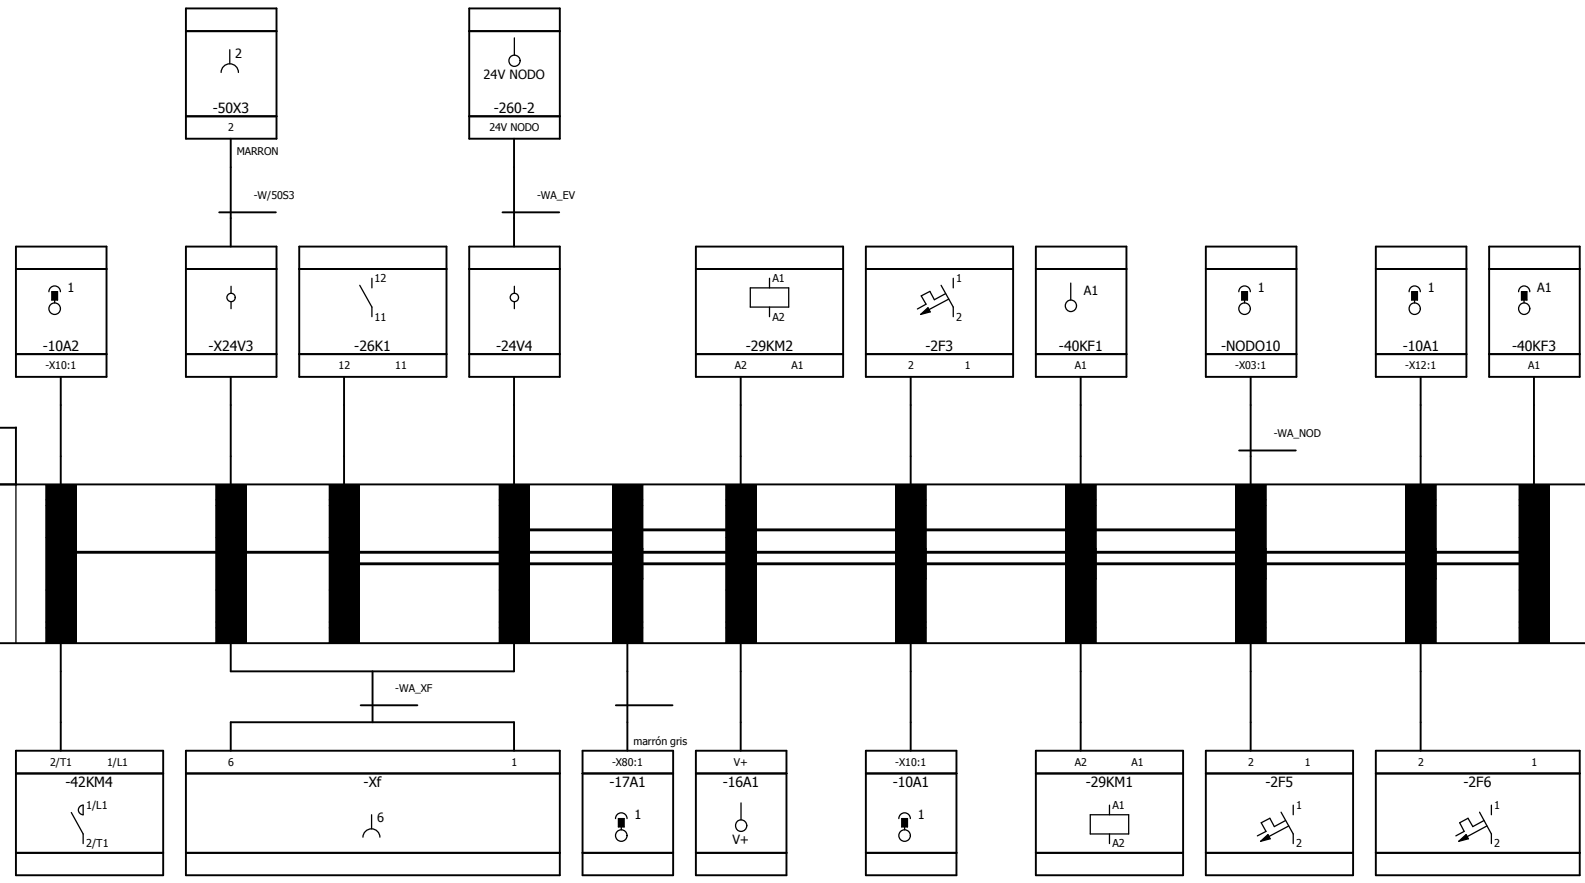 2
-50X3
2
MARRON
-W/50S3
24V NODO
-260-2
24V NODO
-WA_EV
1
-10A2
-X10:1
-X24V3
12
11
-26K1
12 11
-24V4
A1
A2
-29KM2
A2 A1
1
2
-2F3
2 1
A1
-40KF1
A1
1
-NODO10
-X03:1
-WA_NOD
1
-10A1
-X12:1
A1
-40KF3
A1
-WA_XF
marrón gris
2/T1 1/L1
-42KM4
1/L1
2/T1
6 1
-Xf
6
-X80:1
-17A1
1
V+
-16A1
V+
-X10:1
-10A1
1
A2 A1
-29KM1
A1
A2
2 1
-2F5
1
2
2 1
-2F6
1
2